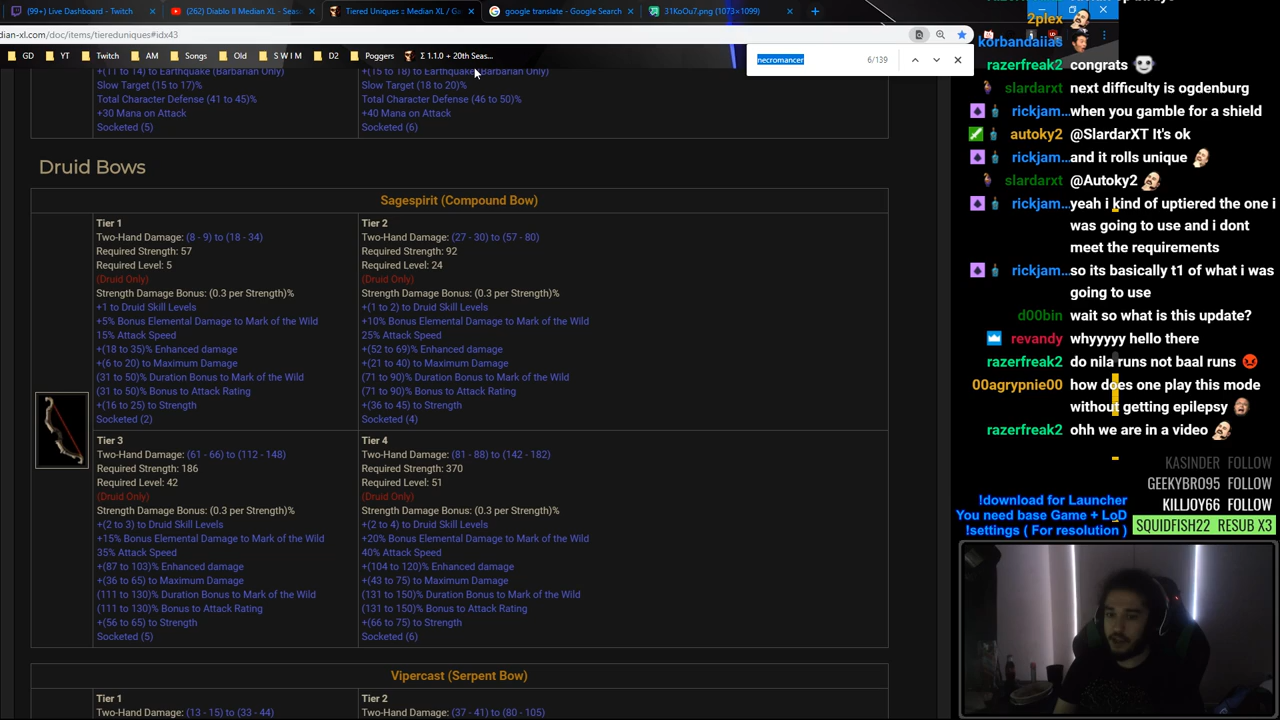 (99+) Live Dashboard - Twitch
(262) Diablo II Median XL - Seaso
Tiered Uniques :: Median XL / Ga
google translate - Google Search
31KoOu7.png (1073×1099)
dian-xl.com/doc/items/tiereduniques#idx43
GD
YT
Twitch
AM
Songs
Old
S W I M
D2
Poggers
Σ 1.1.0 + 20th Seas...
necromancer
6/139
+(11 to 14) to Earthquake (Barbarian Only)
Slow Target (15 to 17)%
Total Character Defense (41 to 45)%
+30 Mana on Attack
Socketed (5)
+(15 to 18) to Earthquake (Barbarian Only)
Slow Target (18 to 20)%
Total Character Defense (46 to 50)%
+40 Mana on Attack
Socketed (6)
Druid Bows
Sagespirit (Compound Bow)
Tier 1
Two-Hand Damage: (8 - 9) to (18 - 34)
Required Strength: 57
Required Level: 5
(Druid Only)
Strength Damage Bonus: (0.3 per Strength)%
+1 to Druid Skill Levels
+5% Bonus Elemental Damage to Mark of the Wild
15% Attack Speed
+(18 to 35)% Enhanced damage
+(6 to 20) to Maximum Damage
(31 to 50)% Duration Bonus to Mark of the Wild
(31 to 50)% Bonus to Attack Rating
+(16 to 25) to Strength
Socketed (2)
Tier 2
Two-Hand Damage: (27 - 30) to (57 - 80)
Required Strength: 92
Required Level: 24
(Druid Only)
Strength Damage Bonus: (0.3 per Strength)%
+(1 to 2) to Druid Skill Levels
+10% Bonus Elemental Damage to Mark of the Wild
25% Attack Speed
+(52 to 69)% Enhanced damage
+(21 to 40) to Maximum Damage
(71 to 90)% Duration Bonus to Mark of the Wild
(71 to 90)% Bonus to Attack Rating
+(36 to 45) to Strength
Socketed (4)
Tier 3
Two-Hand Damage: (61 - 66) to (112 - 148)
Required Strength: 186
Required Level: 42
(Druid Only)
Strength Damage Bonus: (0.3 per Strength)%
+(2 to 3) to Druid Skill Levels
+15% Bonus Elemental Damage to Mark of the Wild
35% Attack Speed
+(87 to 103)% Enhanced damage
+(36 to 65) to Maximum Damage
(111 to 130)% Duration Bonus to Mark of the Wild
(111 to 130)% Bonus to Attack Rating
+(56 to 65) to Strength
Socketed (5)
Tier 4
Two-Hand Damage: (81 - 88) to (142 - 182)
Required Strength: 370
Required Level: 51
(Druid Only)
Strength Damage Bonus: (0.3 per Strength)%
+(2 to 4) to Druid Skill Levels
+20% Bonus Elemental Damage to Mark of the Wild
40% Attack Speed
+(104 to 120)% Enhanced damage
+(43 to 75) to Maximum Damage
(131 to 150)% Duration Bonus to Mark of the Wild
(131 to 150)% Bonus to Attack Rating
+(66 to 75) to Strength
Socketed (6)
Vipercast (Serpent Bow)
Tier 1
Two-Hand Damage: (13 - 15) to (33 - 44)
Tier 2
Two-Hand Damage: (37 - 41) to (80 - 105)
2plex
korbandaiias
razerfreak2 congrats
slardarxt next difficulty is ogdenburg
rickjam... when you gamble for a shield
autoky2 @SlardarXT It's ok
rickjam... and it rolls unique
slardarxt @Autoky2
rickjam... yeah i kind of uptiered the one i
was going to use and i dont
meet the requirements
rickjam... so its basically t1 of what i was
going to use
d00bin wait so what is this update?
revandy whyyyyy hello there
razerfreak2 do nila runs not baal runs
00agrypnie00 how does one play this mode
without getting epilepsy
razerfreak2 ohh we are in a video
KASINDER FOLLOW
GEEKYBRO95 FOLLOW
KILLJOY66 FOLLOW
SQUIDFISH22 RESUB X3
!download for Launcher
You need base Game + LoD
!settings ( For resolution )